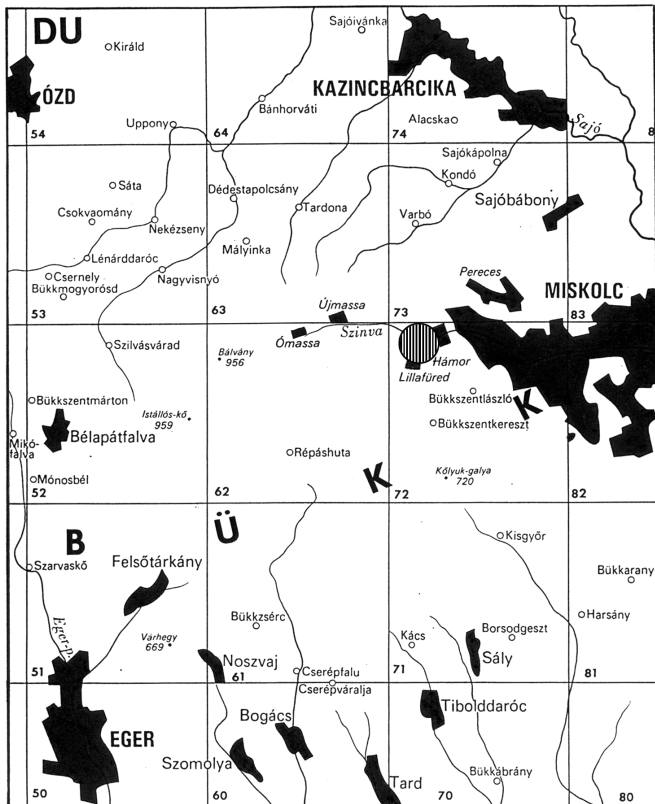 DU
Sajóivánka
Királd
ÓZD
KAZINCBARCIKA
Bánhorváti
Uppony
Alacska
Sajó
54
64
74
8
Sajókápolna
Kondó
Sáta
Dédestapolcsány
Sajóbábony
Csokvaomány
Tardona
Nekézseny
Varbó
Mályinka
Lénárddaróc
Csernely
Nagyvisnyó
Pereces
Bükkmogyorósd
MISKOLC
Újmassa
53
63
73
83
Szinva
Ómassa
Szilvásvárad
Bálvány
956
Hámor
Lillafüred
Bükkszentmárton
Bükkszentlászló
K
Istállós-kő
959
Bükkszentkereszt
Mikó-
falva
Bélapátfalva
Répáshuta
Mónosbél
K
Kőlyuk-galya
720
52
62
72
82
B
Ü
Kisgyőr
Szarvaskő
Felsőtárkány
Bükkarany
Harsány
Eger-p.
Bükkzsérc
Várhegy
669
Kács
Borsodgeszt
Noszvaj
Sály
51
61
Cserépfalu
71
81
Cserépváralja
Bogács
Tibolddaróc
EGER
Szomolya
Tard
Bükkábrány
50
60
70
80